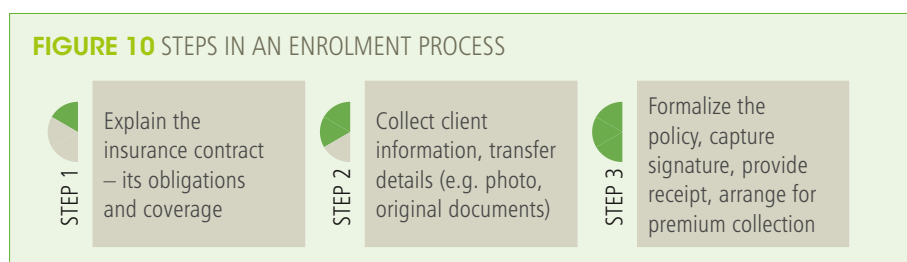 FIGURE 10 STEPS IN AN ENROLMENT PROCESS
STEP 1
Explain the
insurance contract
– its obligations
and coverage
STEP 2
Collect client
information, transfer
details (e.g. photo,
original documents)
STEP 3
Formalize the
policy, capture
signature, provide
receipt, arrange for
premium collection